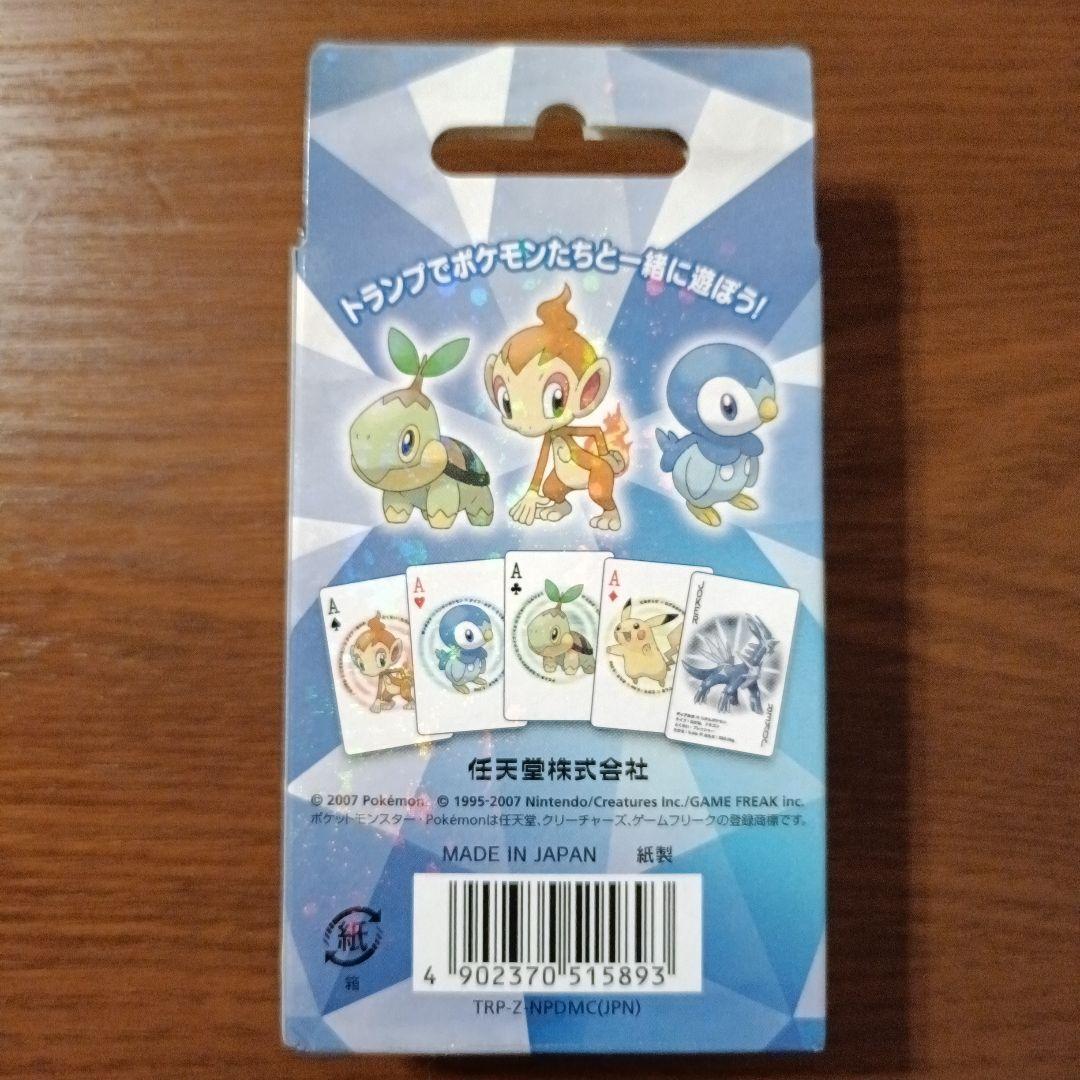 トランプでポケモンたちと一緒に遊ぼう!
A
A
A
A
JOKER
JOKER
任天堂株式会社
© 2007 Pokémon. © 1995-2007 Nintendo/Creatures Inc./GAME FREAK inc.
ポケットモンスター・Pokémonは任天堂、クリーチャーズ、ゲームフリークの登録商標です。
MADE IN JAPAN 紙製
紙
箱
4 902370 515893
TRP-Z-NPDMC(JPN)